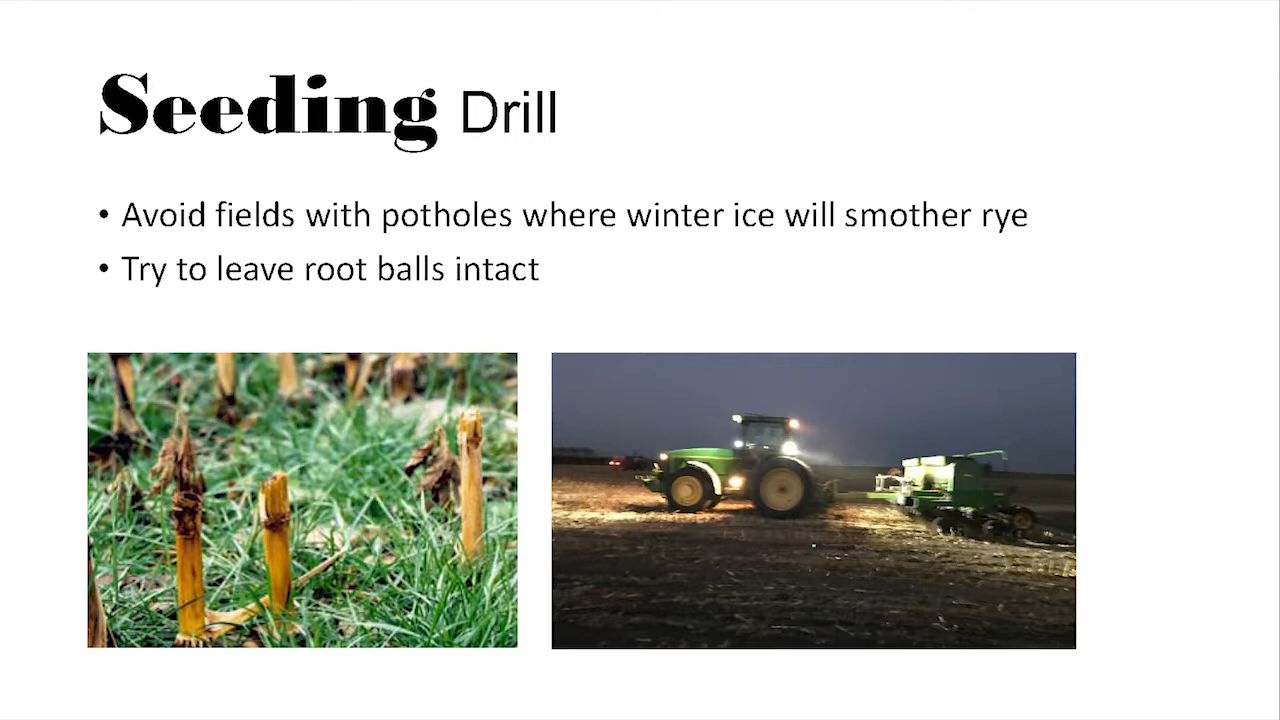 Seeding Drill
• Avoid fields with potholes where winter ice will smother rye
• Try to leave root balls intact